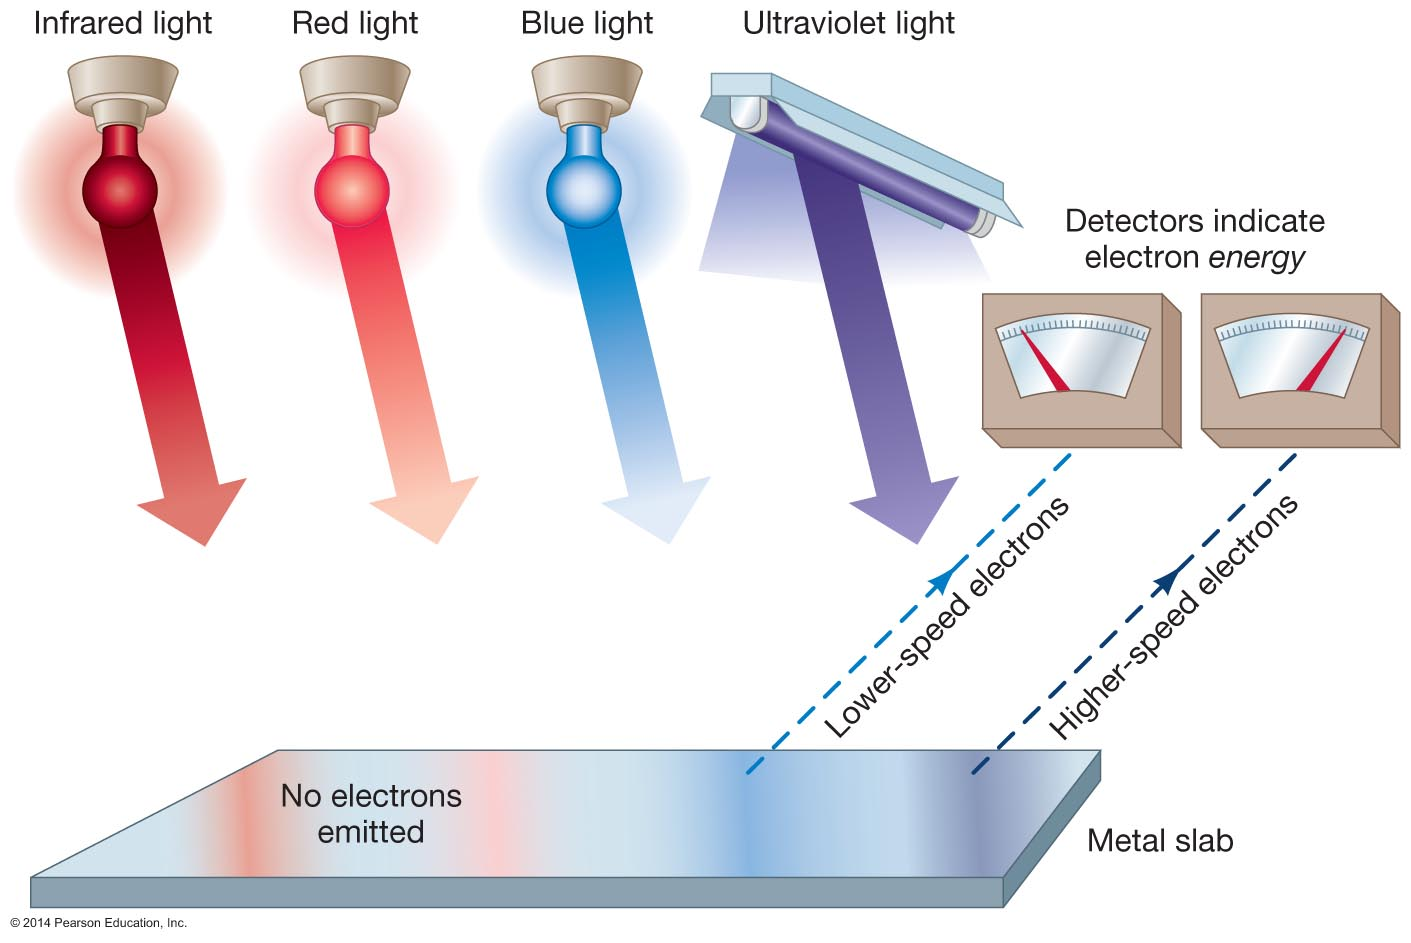 Infrared light
Red light
Blue light
Ultraviolet light
Detectors indicate
electron energy
Lower-speed electrons
Higher-speed electrons
No electrons
emitted
Metal slab
© 2014 Pearson Education, Inc.